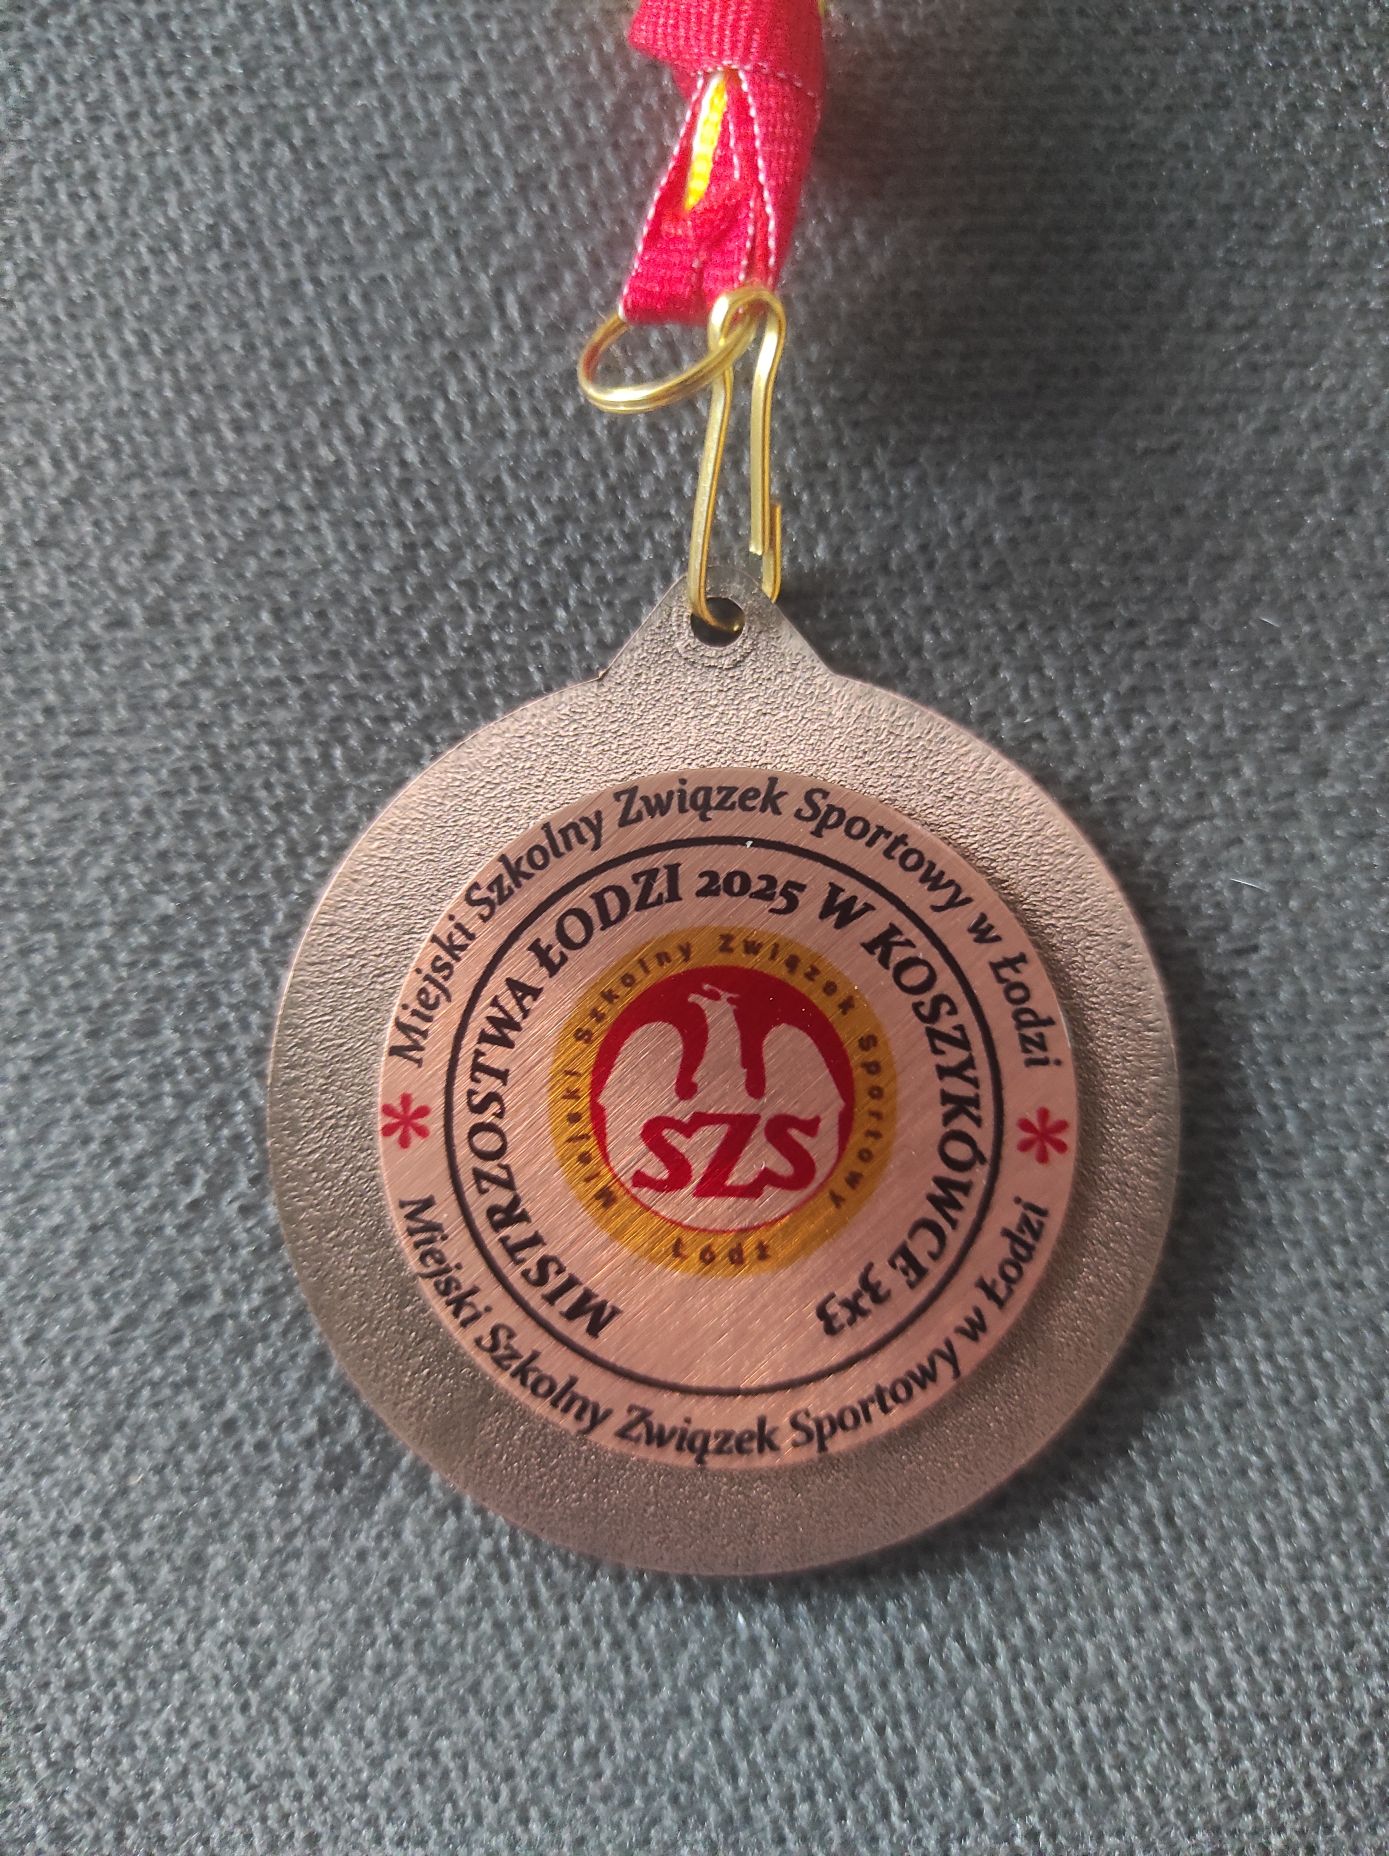 Miejski Szkolny Związek Sportowy w Łodzi
MISTRZOSTWA ŁODZI 2025 W KOSZYKÓWCE 3x3
Miejski Szkolny Związek Sportowy
SZS
Łódź
* *
Miejski Szkolny Związek Sportowy w Łodzi